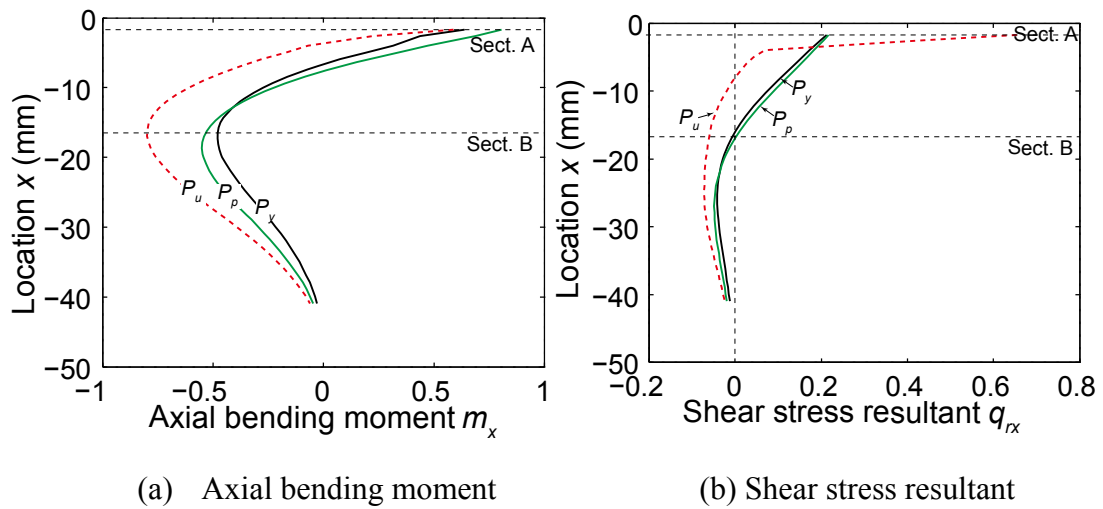 0
−10
−20
−30
−40
−50
Location x (mm)
Sect. A
Sect. B
P_u
P_p
P_y
−1
−0.5
0
0.5
1
Axial bending moment m_x
(a) Axial bending moment
0
−10
−20
−30
−40
−50
Location x (mm)
Sect. A
Sect. B
P_y
P_u
P_p
−0.2
0
0.2
0.4
0.6
0.8
Shear stress resultant q_rx
(b) Shear stress resultant